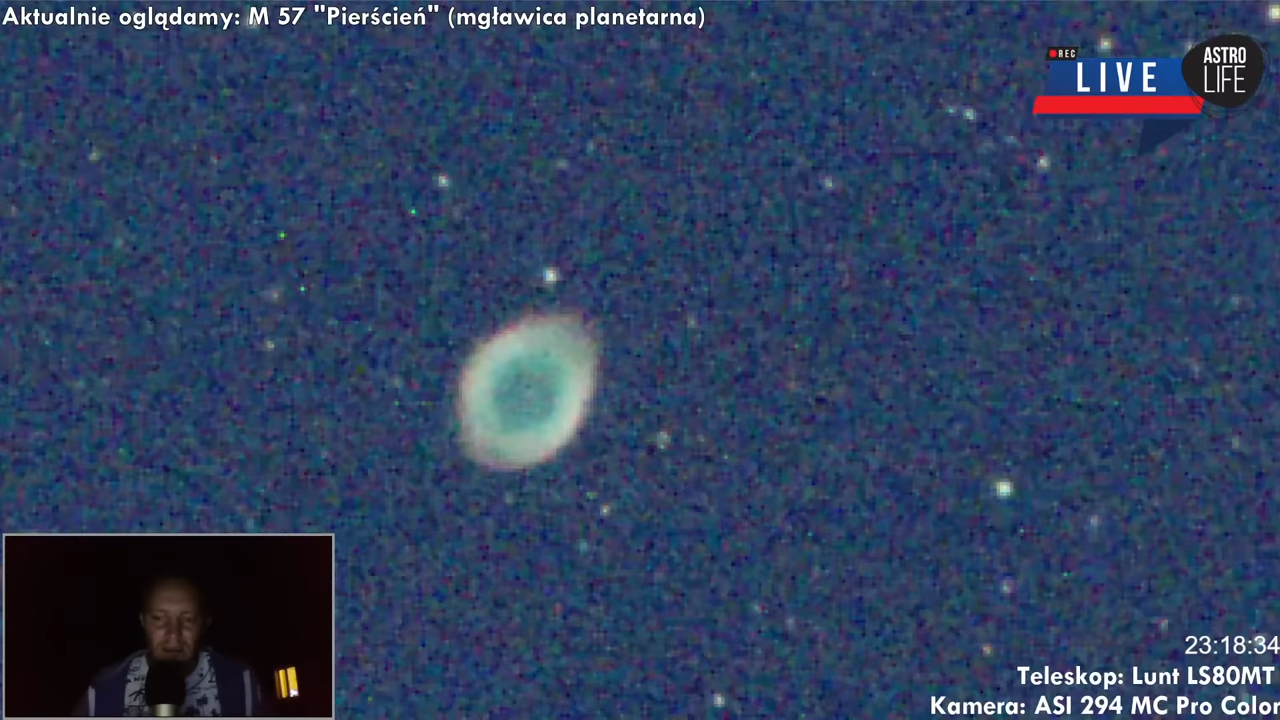 Aktualnie oglądamy: M 57 "Pierścień" (mgławica planetarna)
REC
LIVE
ASTRO
LIFE
23:18:34
Teleskop: Lunt LS80MT
Kamera: ASI 294 MC Pro Color